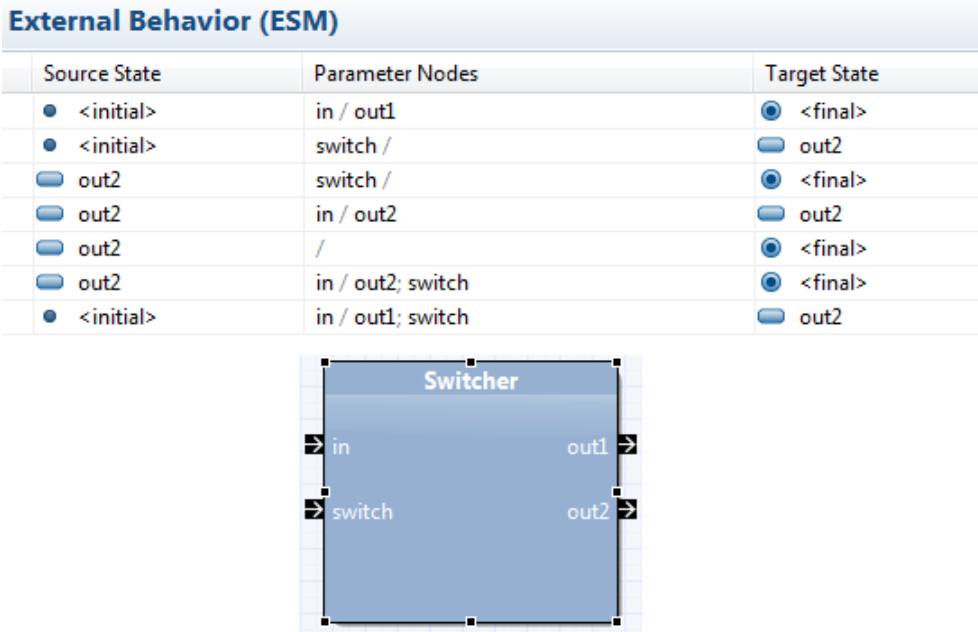 External Behavior (ESM)
Source State Parameter Nodes Target State
<initial> in / out1 <final>
<initial> switch / out2
out2 switch / <final>
out2 in / out2 out2
out2 / <final>
out2 in / out2; switch <final>
<initial> in / out1; switch out2
Switcher
in out1
switch out2